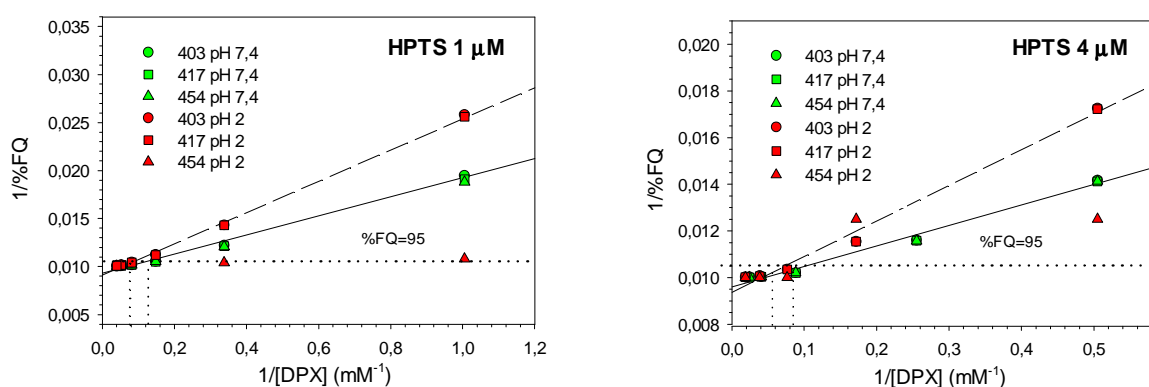 HPTS 1 μM
403 pH 7,4
417 pH 7,4
454 pH 7,4
403 pH 2
417 pH 2
454 pH 2
%FQ=95
1/%FQ
0,035
0,030
0,025
0,020
0,015
0,010
0,005
0,0 0,2 0,4 0,6 0,8 1,0 1,2
1/[DPX] (mM-1)
HPTS 4 μM
403 pH 7,4
417 pH 7,4
454 pH 7,4
403 pH 2
417 pH 2
454 pH 2
%FQ=95
1/%FQ
0,020
0,018
0,016
0,014
0,012
0,010
0,008
0,0 0,1 0,2 0,3 0,4 0,5
1/[DPX] (mM-1)